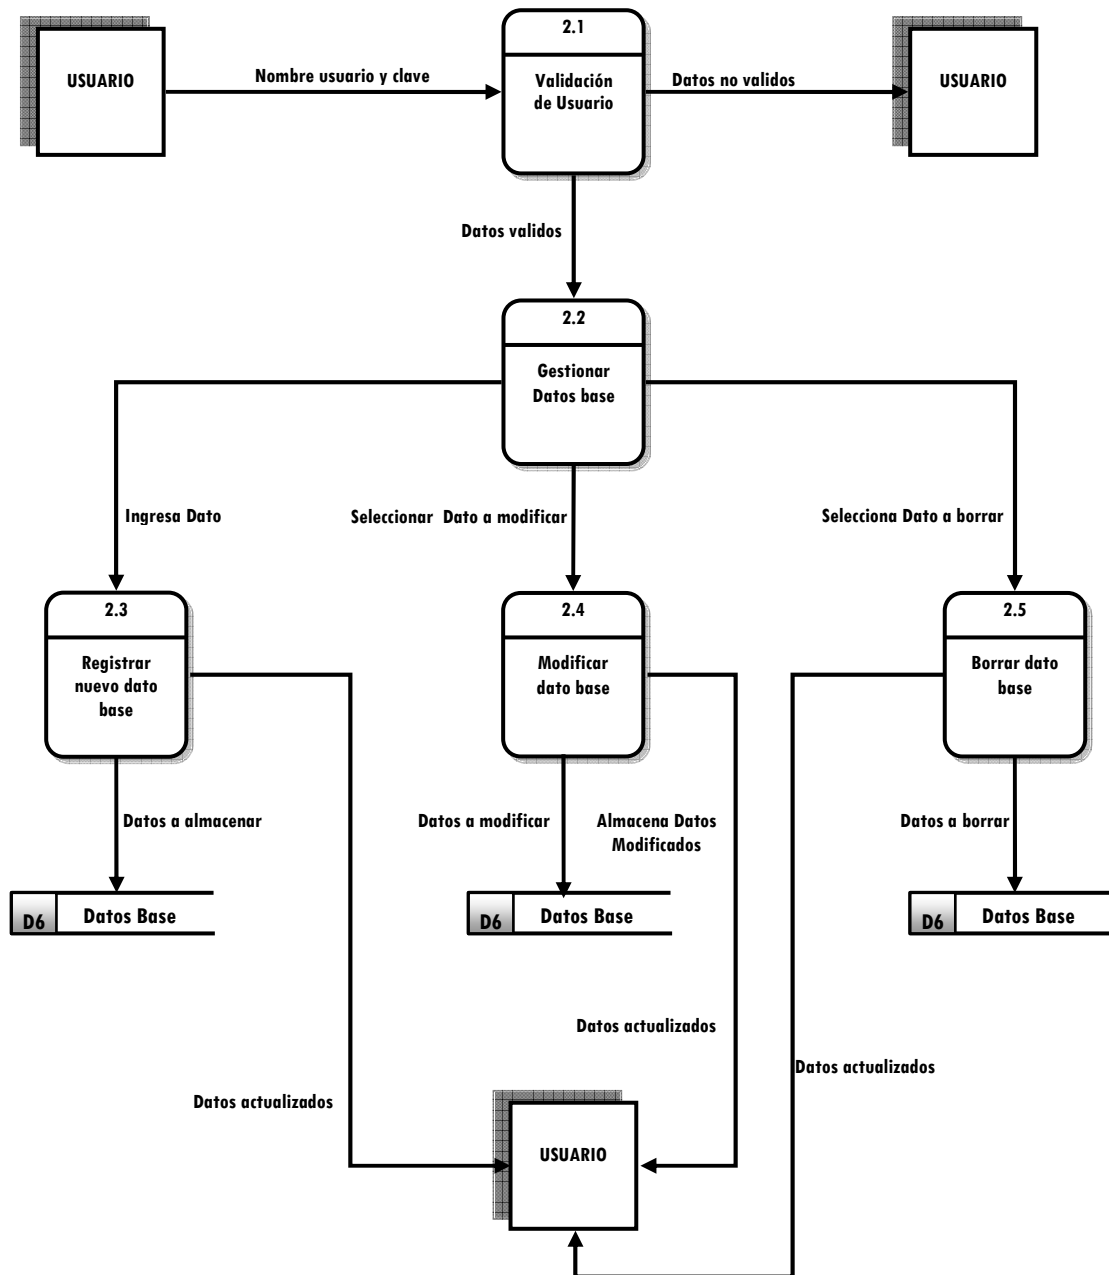 2.1
USUARIO
Nombre usuario y clave
Validación
de Usuario
Datos no validos
USUARIO
Datos validos
2.2
Gestionar
Datos base
Ingresa Dato
Seleccionar  Dato a modificar
Selecciona Dato a borrar
2.3
Registrar
nuevo dato
base
2.4
Modificar
dato base
2.5
Borrar dato
base
Datos a almacenar
Datos a modificar
Almacena Datos
Modificados
Datos a borrar
D6 Datos Base
D6 Datos Base
D6 Datos Base
Datos actualizados
Datos actualizados
Datos actualizados
USUARIO